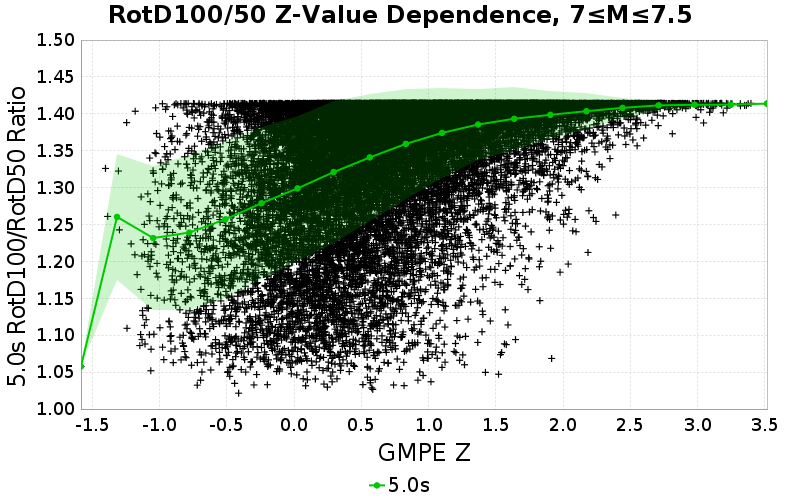 RotD100/50 Z-Value Dependence, 7≤M≤7.5
5.0s RotD100/RotD50 Ratio
1.50
1.45
1.40
1.35
1.30
1.25
1.20
1.15
1.10
1.05
1.00
-1.5 -1.0 -0.5 0.0 0.5 1.0 1.5 2.0 2.5 3.0 3.5
GMPE Z
5.0s